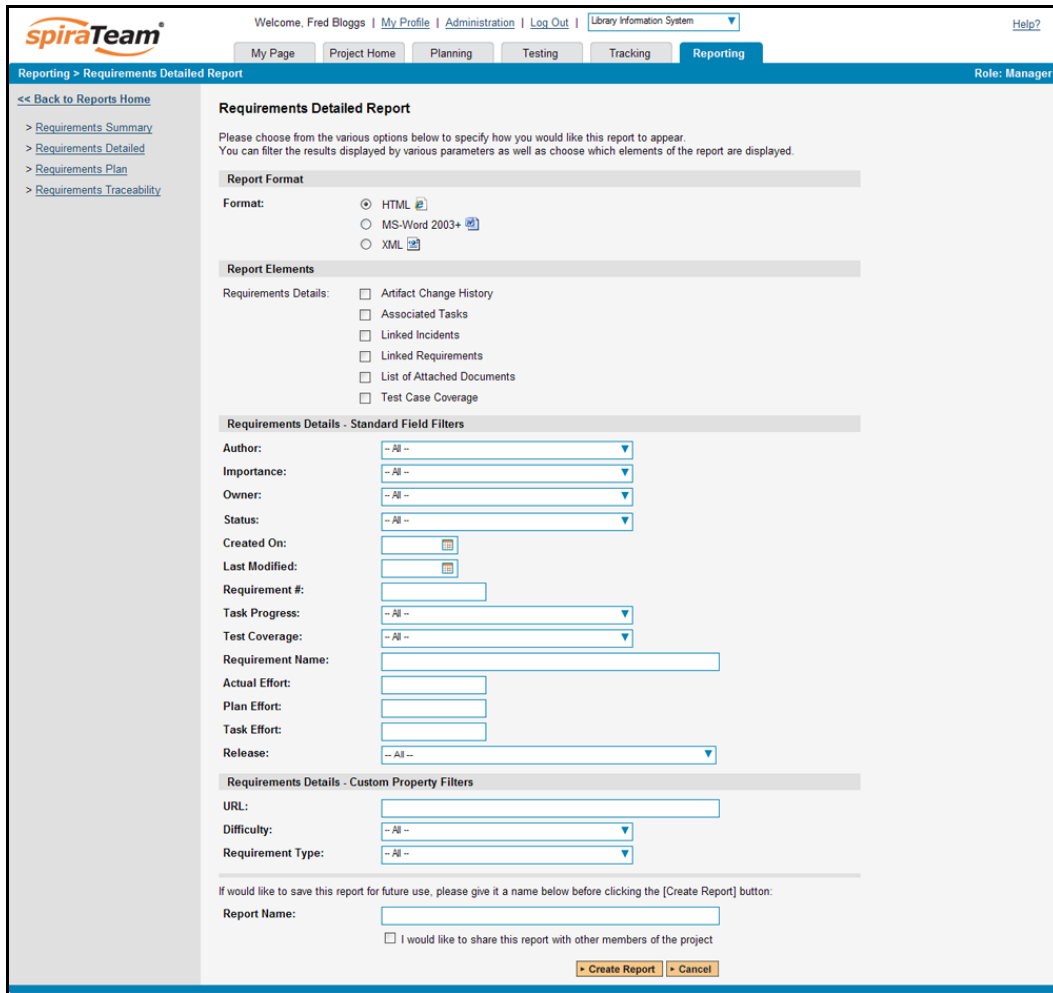 spiraTeam®
Welcome, Fred Bloggs | My Profile | Administration | Log Out | Library Information System
Help?
My Page Project Home Planning Testing Tracking Reporting
Reporting > Requirements Detailed Report Role: Manager
<< Back to Reports Home
> Requirements Summary
> Requirements Detailed
> Requirements Plan
> Requirements Traceability
Requirements Detailed Report
Please choose from the various options below to specify how you would like this report to appear.
You can filter the results displayed by various parameters as well as choose which elements of the report are displayed.
Report Format
Format: HTML
MS-Word 2003+
XML
Report Elements
Requirements Details: Artifact Change History
Associated Tasks
Linked Incidents
Linked Requirements
List of Attached Documents
Test Case Coverage
Requirements Details - Standard Field Filters
Author: -- All --
Importance: -- All --
Owner: -- All --
Status: -- All --
Created On:
Last Modified:
Requirement #:
Task Progress: -- All --
Test Coverage: -- All --
Requirement Name:
Actual Effort:
Plan Effort:
Task Effort:
Release: -- All --
Requirements Details - Custom Property Filters
URL:
Difficulty: -- All --
Requirement Type: -- All --
If would like to save this report for future use, please give it a name below before clicking the [Create Report] button:
Report Name:
I would like to share this report with other members of the project
Create Report Cancel